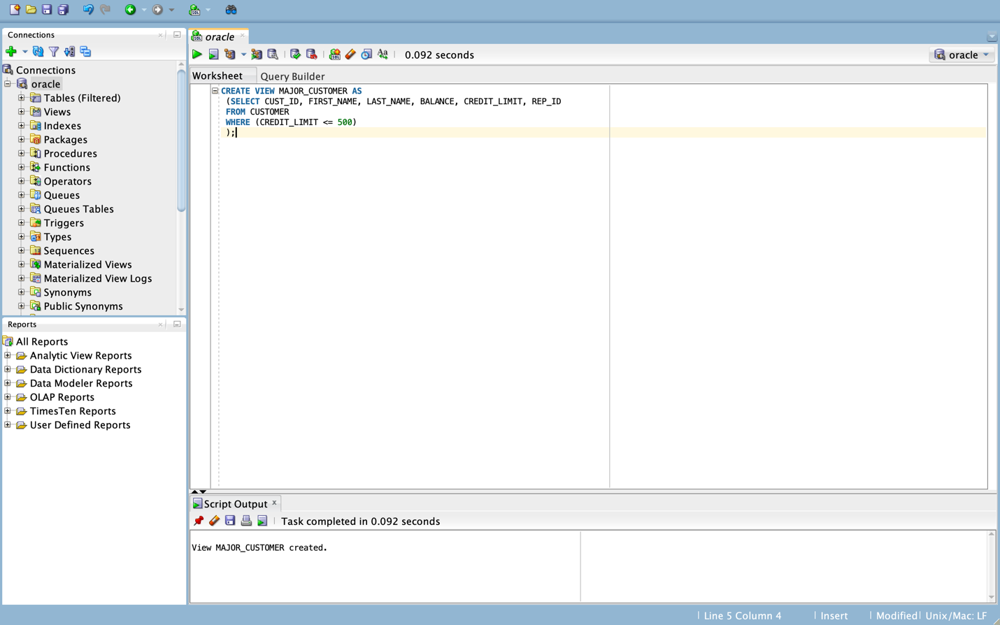 Connections
Connections
oracle
Tables (Filtered)
Views
Indexes
Packages
Procedures
Functions
Operators
Queues
Queues Tables
Triggers
Types
Sequences
Materialized Views
Materialized View Logs
Synonyms
Public Synonyms
Reports
All Reports
Analytic View Reports
Data Dictionary Reports
Data Modeler Reports
OLAP Reports
TimesTen Reports
User Defined Reports
oracle
0.092 seconds
oracle
Worksheet
Query Builder
CREATE VIEW MAJOR_CUSTOMER AS
(SELECT CUST_ID, FIRST_NAME, LAST_NAME, BALANCE, CREDIT_LIMIT, REP_ID
FROM CUSTOMER
WHERE (CREDIT_LIMIT <= 500)
);
Script Output
Task completed in 0.092 seconds
View MAJOR_CUSTOMER created.
Line 5 Column 4
Insert
Modified
Unix/Mac: LF